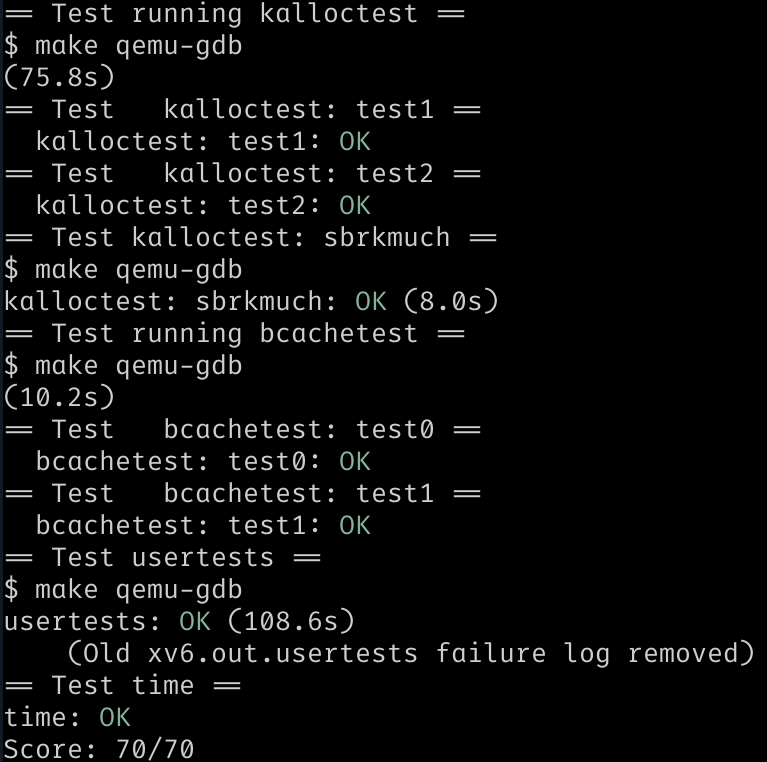 == Test running kalloctest ==
$ make qemu-gdb
(75.8s)
== Test   kalloctest: test1 ==
  kalloctest: test1: OK
== Test   kalloctest: test2 ==
  kalloctest: test2: OK
== Test kalloctest: sbrkmuch ==
$ make qemu-gdb
kalloctest: sbrkmuch: OK (8.0s)
== Test running bcachetest ==
$ make qemu-gdb
(10.2s)
== Test   bcachetest: test0 ==
  bcachetest: test0: OK
== Test   bcachetest: test1 ==
  bcachetest: test1: OK
== Test usertests ==
$ make qemu-gdb
usertests: OK (108.6s)
    (Old xv6.out.usertests failure log removed)
== Test time ==
time: OK
Score: 70/70